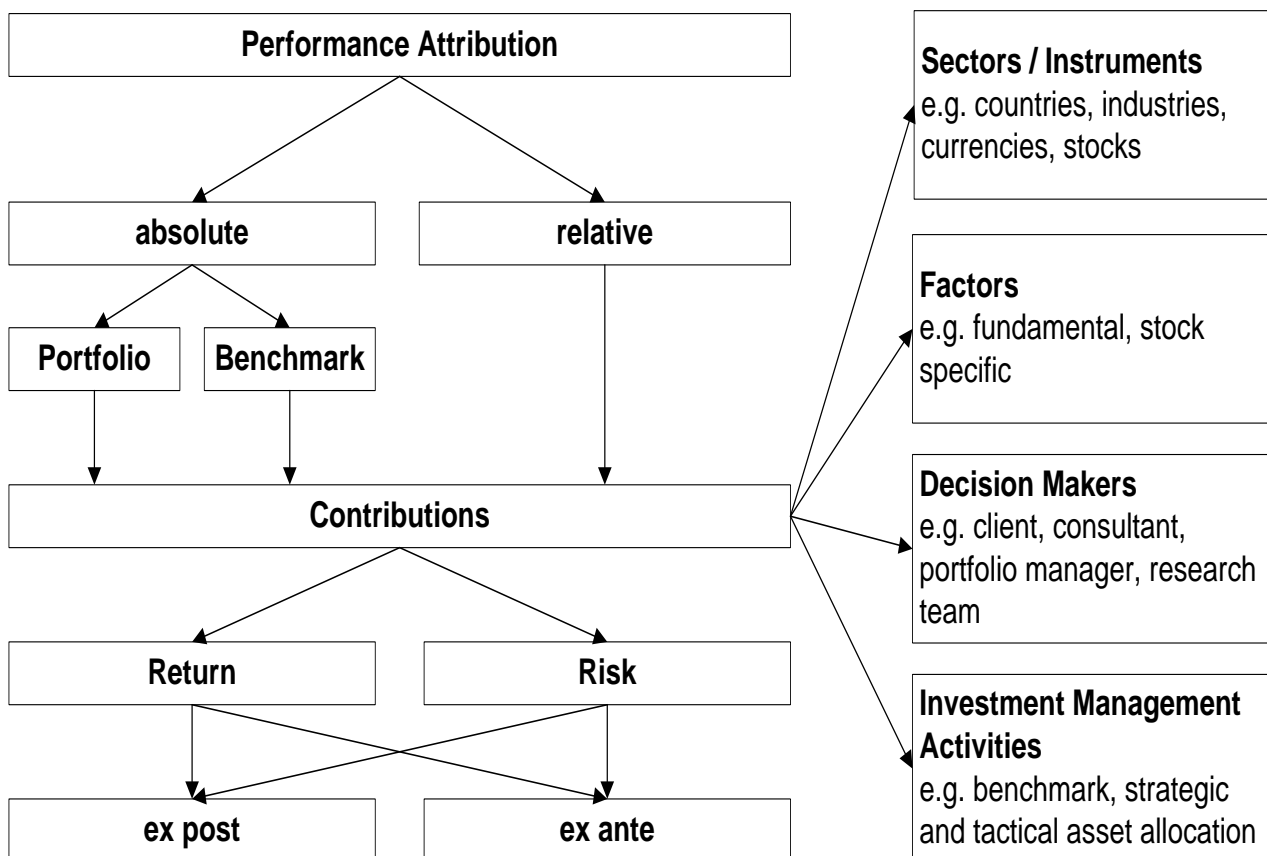 Performance Attribution
absolute
relative
Portfolio
Benchmark
Contributions
Return
Risk
ex post
ex ante
Sectors / Instruments
e.g. countries, industries,
currencies, stocks
Factors
e.g. fundamental, stock
specific
Decision Makers
e.g. client, consultant,
portfolio manager, research
team
Investment Management
Activities
e.g. benchmark, strategic
and tactical asset allocation